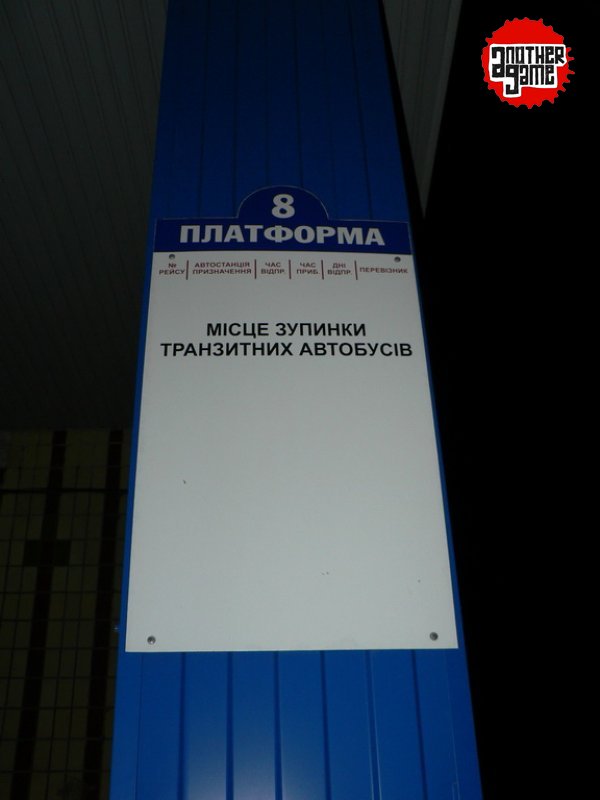 another
game
8
ПЛАТФОРМА
№ РЕЙСУ АВТОСТАНЦІЯ ПРИЗНАЧЕННЯ ЧАС ВІДПР. ЧАС ПРИБ. ДНІ ВІДПР. ПЕРЕВІЗНИК
МІСЦЕ ЗУПИНКИ
ТРАНЗИТНИХ АВТОБУСІВ